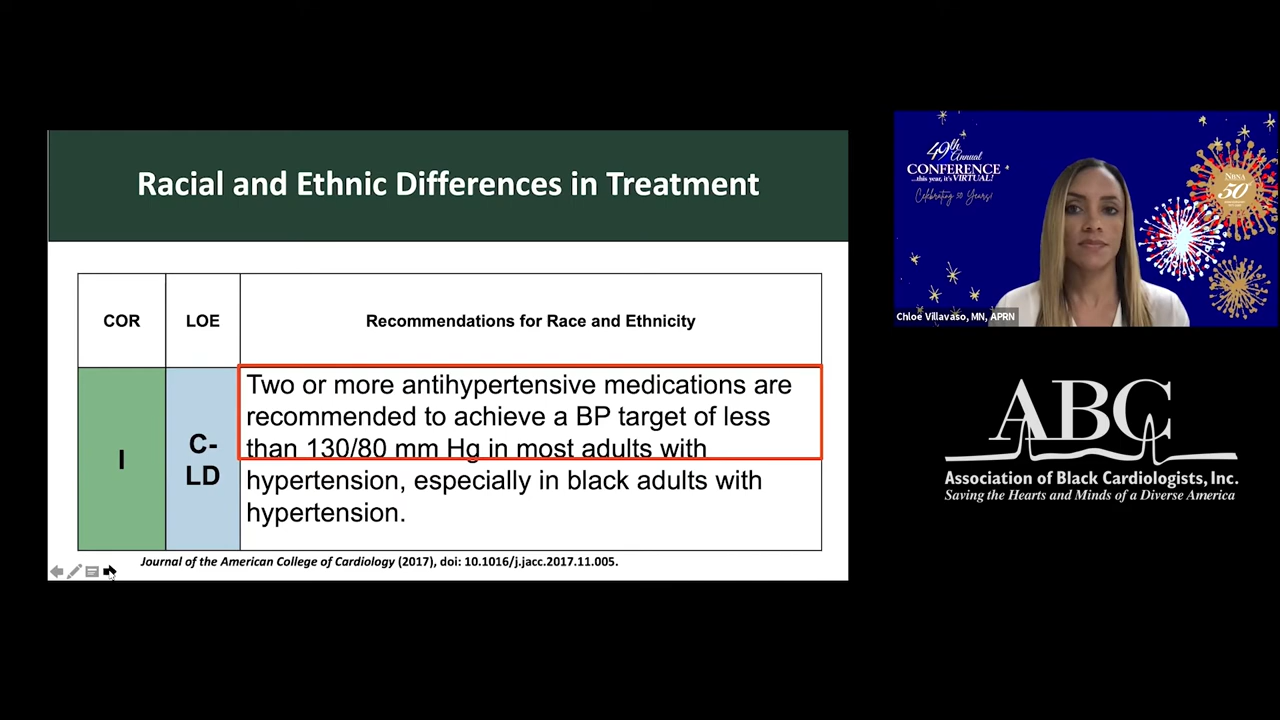 Racial and Ethnic Differences in Treatment
COR
LOE
Recommendations for Race and Ethnicity
I
C-
LD
Two or more antihypertensive medications are
recommended to achieve a BP target of less
than 130/80 mm Hg in most adults with
hypertension, especially in black adults with
hypertension.
Journal of the American College of Cardiology (2017), doi: 10.1016/j.jacc.2017.11.005.
49th Annual
CONFERENCE
...this year, it's VIRTUAL!
Celebrating 50 Years!
NBNA
50
Chloe Villavaso, MN, APRN
ABC
Association of Black Cardiologists, Inc.
Saving the Hearts and Minds of a Diverse America